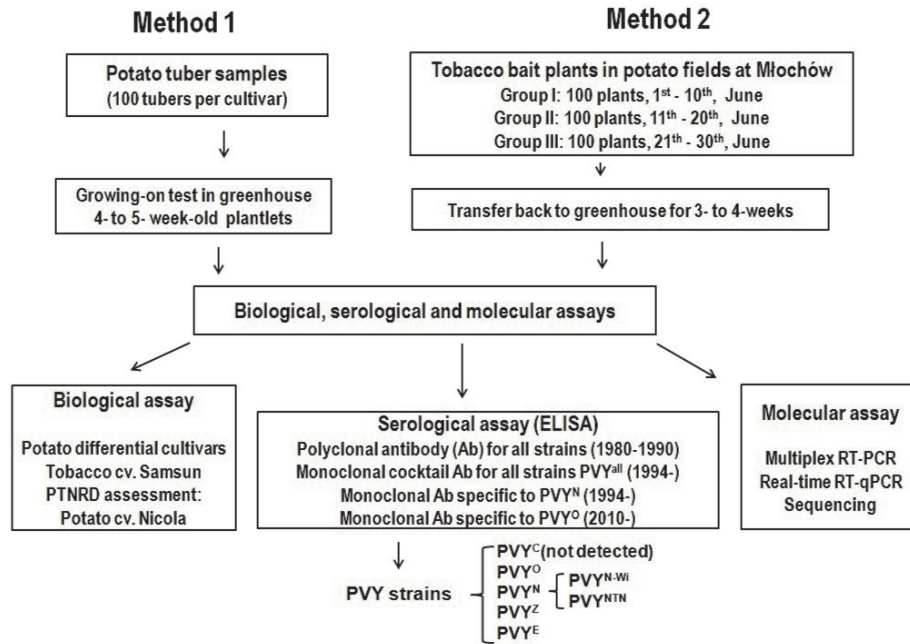 Method 1
Potato tuber samples
(100 tubers per cultivar)
Growing-on test in greenhouse
4- to 5- week-old plantlets
Method 2
Tobacco bait plants in potato fields at Młochów
Group I: 100 plants, 1st - 10th, June
Group II: 100 plants, 11th - 20th, June
Group III: 100 plants, 21th - 30th, June
Transfer back to greenhouse for 3- to 4-weeks
Biological, serological and molecular assays
Biological assay
Potato differential cultivars
Tobacco cv. Samsun
PTNRD assessment:
Potato cv. Nicola
Serological assay (ELISA)
Polyclonal antibody (Ab) for all strains (1980-1990)
Monoclonal cocktail Ab for all strains PVYall (1994-)
Monoclonal Ab specific to PVYN (1994-)
Monoclonal Ab specific to PVYO (2010-)
Molecular assay
Multiplex RT-PCR
Real-time RT-qPCR
Sequencing
PVY strains
PVYC(not detected)
PVYO
PVYN
PVYZ
PVYE
PVYN-Wi
PVYNTN